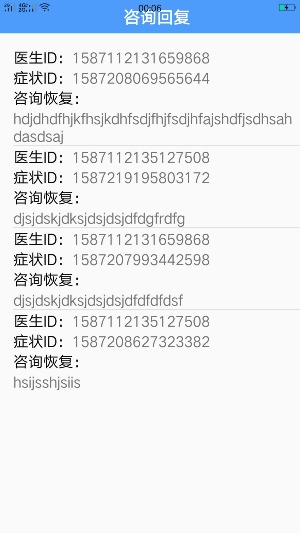 00:06
咨询回复
医生ID：1587112131659868
症状ID：1587208069565644
咨询恢复：
hdjdhdfhjkfhsjkdhfsdjfhjfsdjhfajshdfjsdhsah
dasdsaj
医生ID：1587112135127508
症状ID：1587219195803172
咨询恢复：
djsjdskjdksjdsjdsjdfdgfrdfg
医生ID：1587112131659868
症状ID：1587207993442598
咨询恢复：
djsjdskjdksjdsjdsjdfdfdfdsf
医生ID：1587112135127508
症状ID：1587208627323382
咨询恢复：
hsijsshjsiis